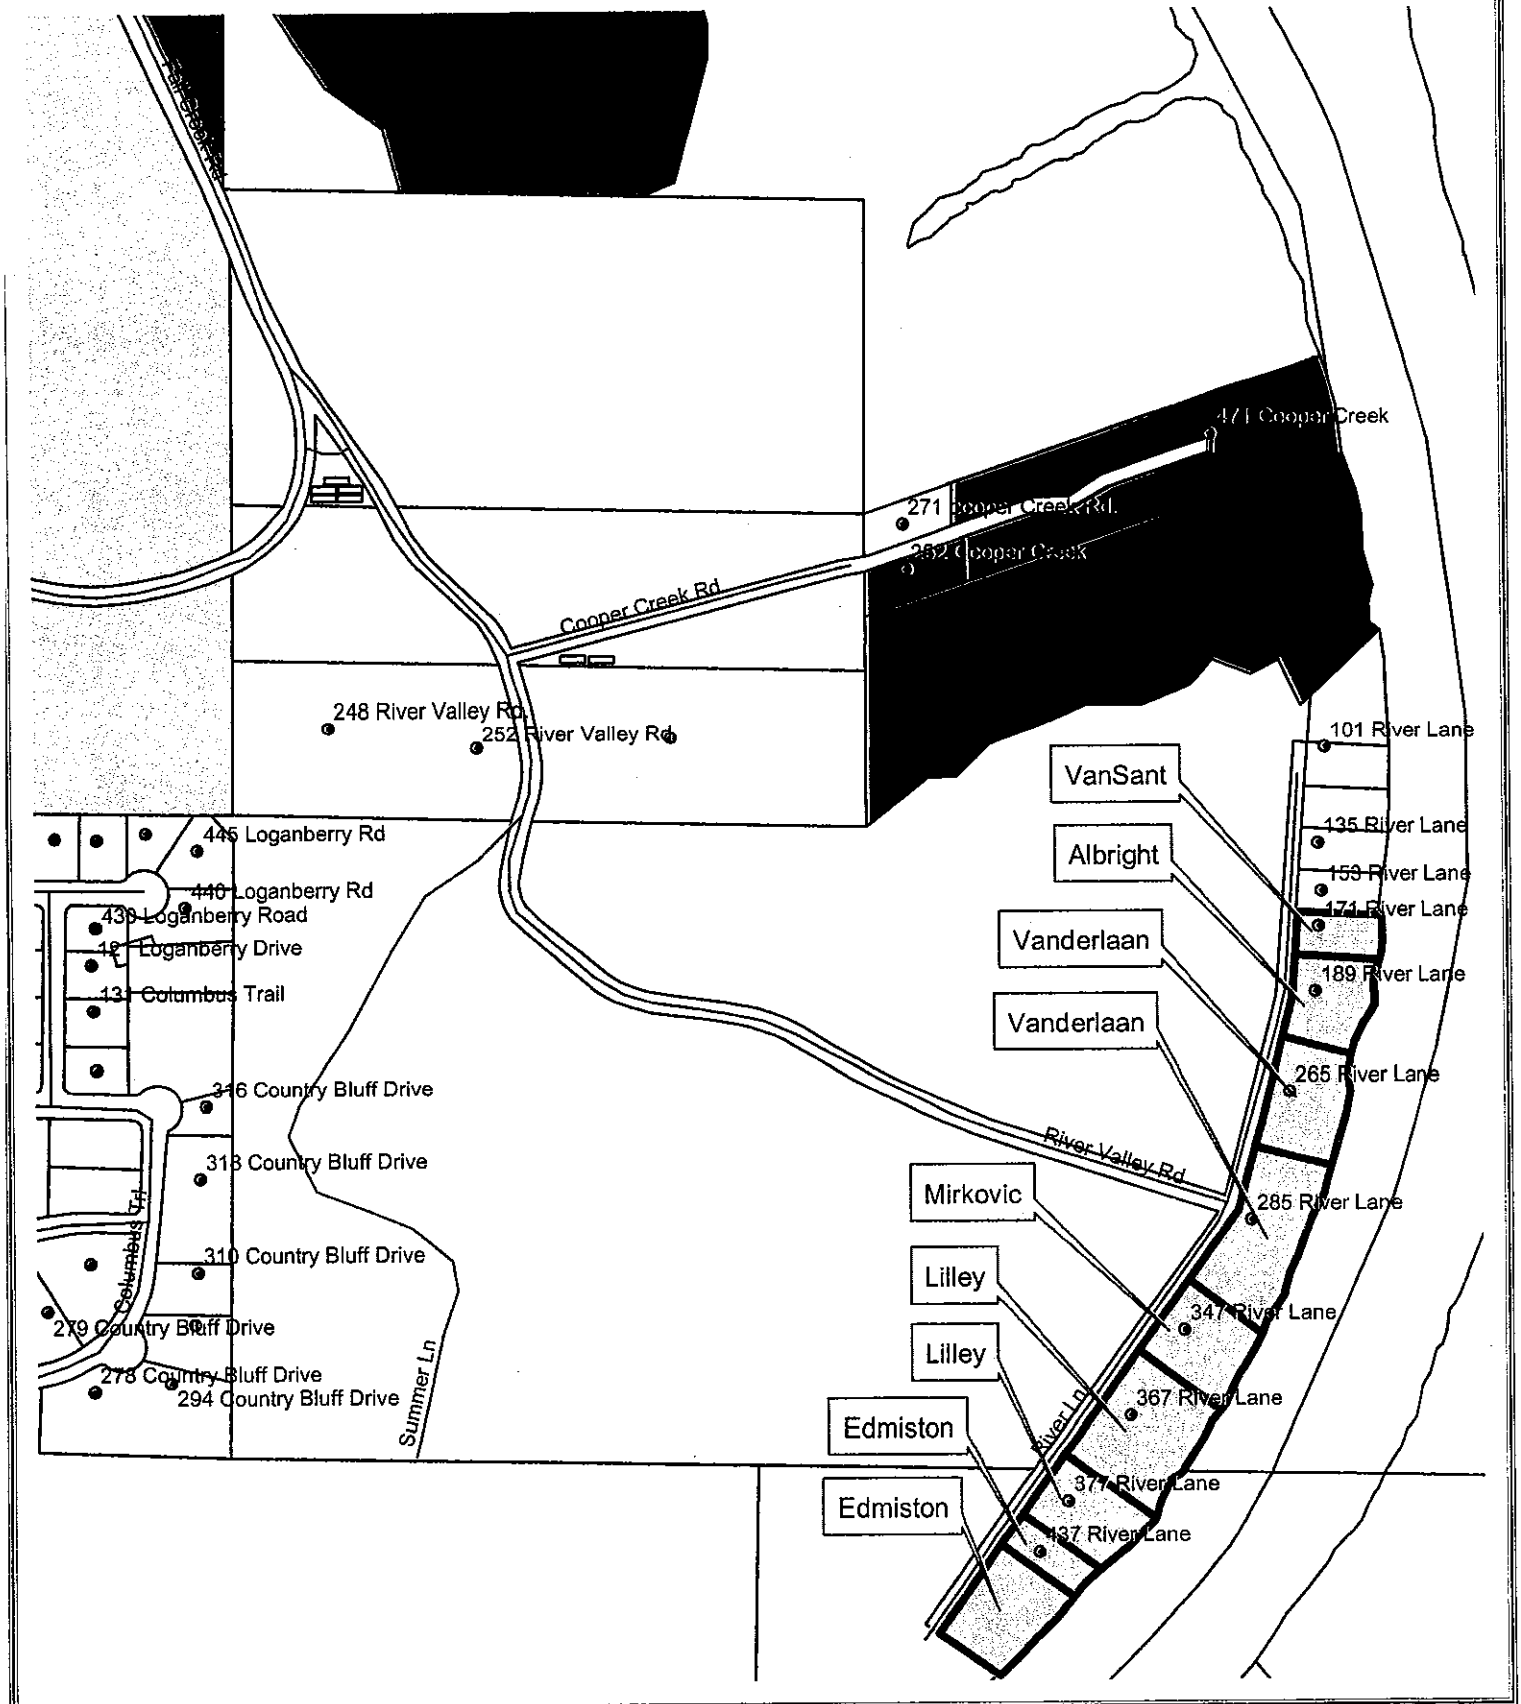 Fall Creek Rd
471 Cooper Creek
271 Cooper Creek Rd.
252 Cooper Creek
Cooper Creek Rd
248 River Valley Rd.
252 River Valley Rd
101 River Lane
VanSant
135 River Lane
445 Loganberry Rd
Albright
153 River Lane
440 Loganberry Rd
171 River Lane
430 Loganberry Road
Vanderlaan
Loganberry Drive
189 River Lane
131 Columbus Trail
Vanderlaan
265 River Lane
316 Country Bluff Drive
River Valley Rd
313 Country Bluff Drive
Mirkovic
285 River Lane
Columbus Trl
310 Country Bluff Drive
Lilley
347 River Lane
279 Country Bluff Drive
Lilley
278 Country Bluff Drive
294 Country Bluff Drive
367 River Lane
Summer Ln
River Ln
Edmiston
377 River Lane
Edmiston
437 River Lane